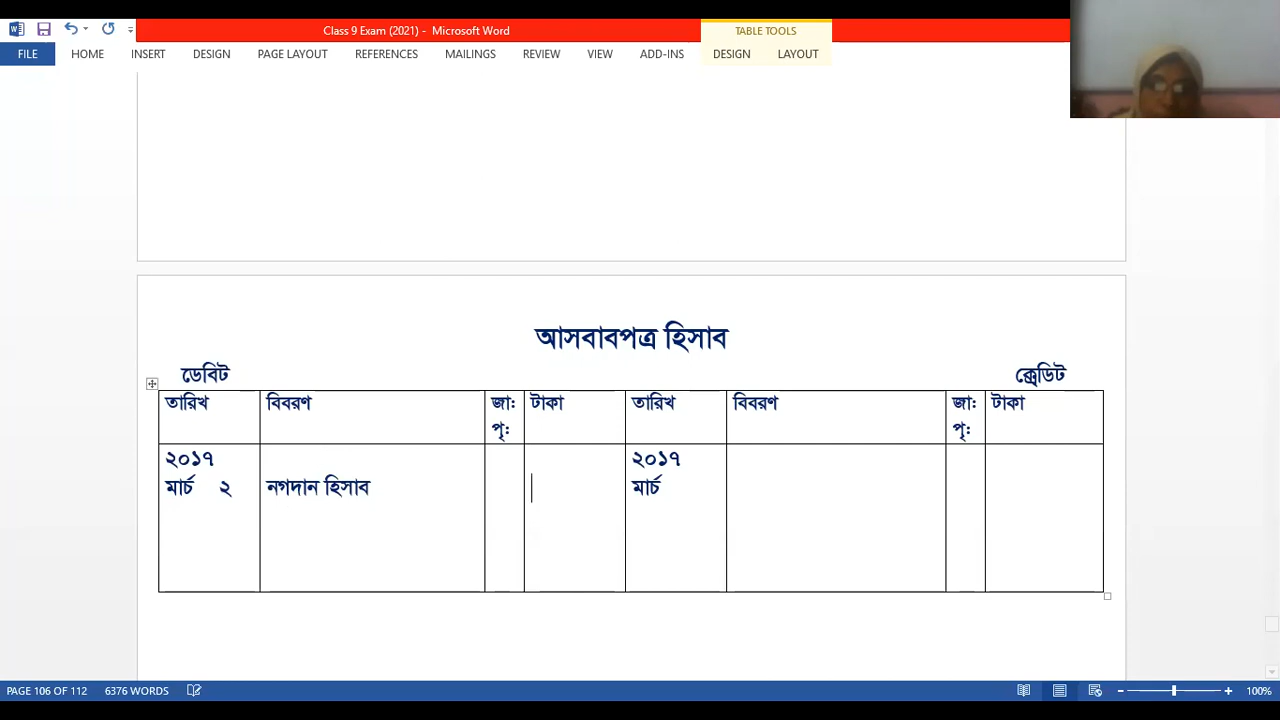 Class 9 Exam (2021) - Microsoft Word
TABLE TOOLS
FILE HOME INSERT DESIGN PAGE LAYOUT REFERENCES MAILINGS REVIEW VIEW ADD-INS DESIGN LAYOUT
আসবাবপত্র হিসাব
ডেবিট ক্রেডিট
তারিখ বিবরণ জা: টাকা তারিখ বিবরণ জা: টাকা
পৃ: পৃ:
২০১৭ ২০১৭
মার্চ ২ নগদান হিসাব মার্চ
PAGE 106 OF 112 6376 WORDS 100%